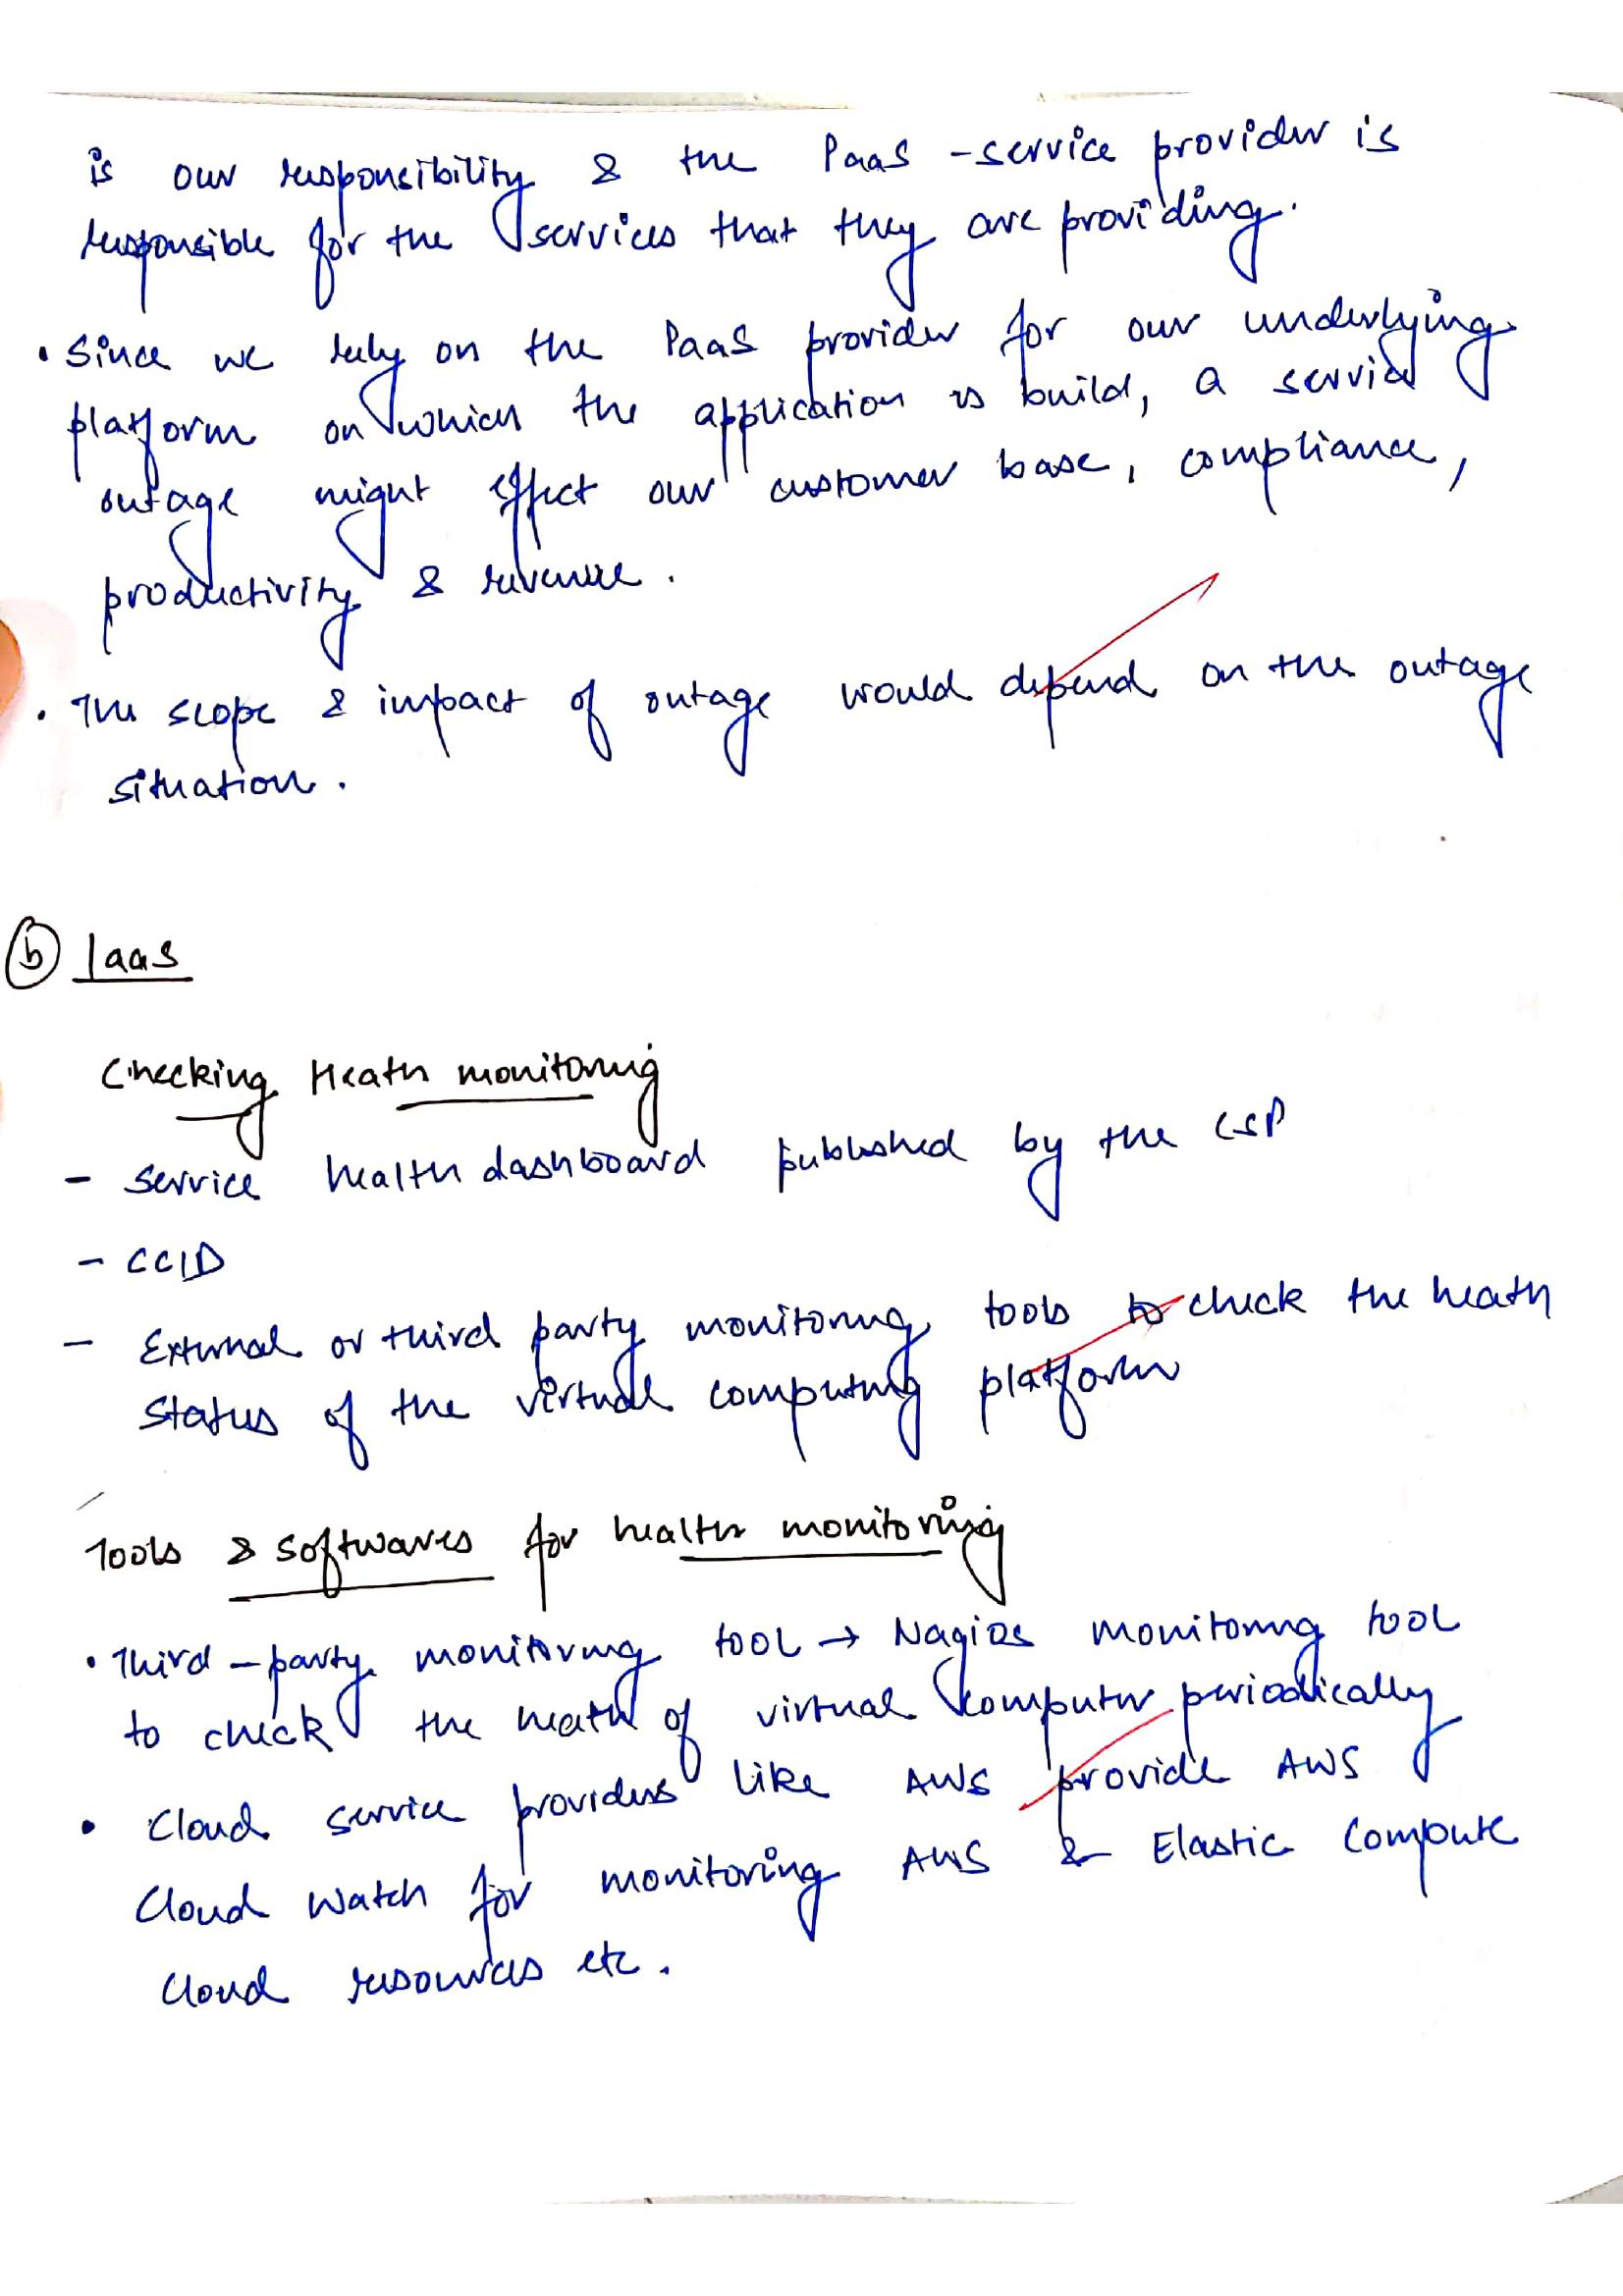 is our responsibility & the PaaS -service provider is
responsible for the services that they are providing.
• Since we rely on the PaaS provider for our underlying
platform on which the application is build, a service
outage might effect our customer base, compliance,
productivity & revenue.
• The scope & impact of outage would depend on the outage
situation.
(b) IaaS
Checking Heath monitoring
- Service health dashboard published by the CSP
- CCID
- External or third party monitoring tools to check the heath
status of the virtual computing platform
Tools & softwares for health monitoring
• Third-party monitoring tool → Nagios monitoring tool
to check the heath of virtual computer periodically
• Cloud service providers like AWS provide AWS
Cloud Watch for monitoring AWS & Elastic Compute
Cloud resources etc.